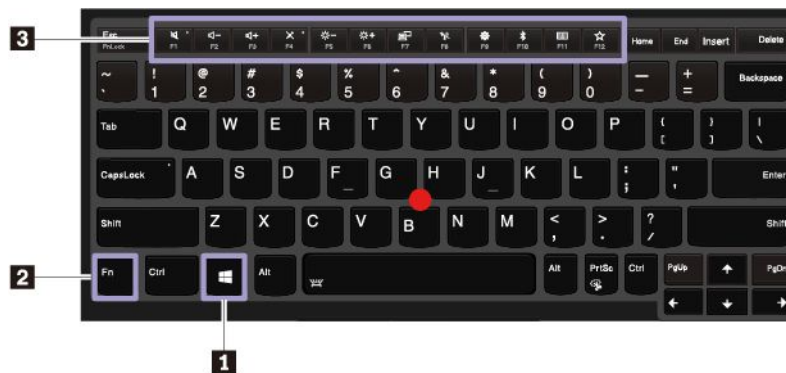 3
Esc Home End Insert Delete
FnLock F1 F2 F3 F4 F5 F6 F7 F8 F9 F10 F11 F12
~ ! @ # $ % ^ & * ( ) — + Backspace
` 1 2 3 4 5 6 7 8 9 0 - =
Tab Q W E R T Y U I O P { } |
[ ] \
CapsLock A S D F G H J K L : " Enter
; '
Shift Z X C V B N M < > ? Shift
, . /
2
Fn Ctrl Alt Alt PrtSc Ctrl PgUp PgDn
1